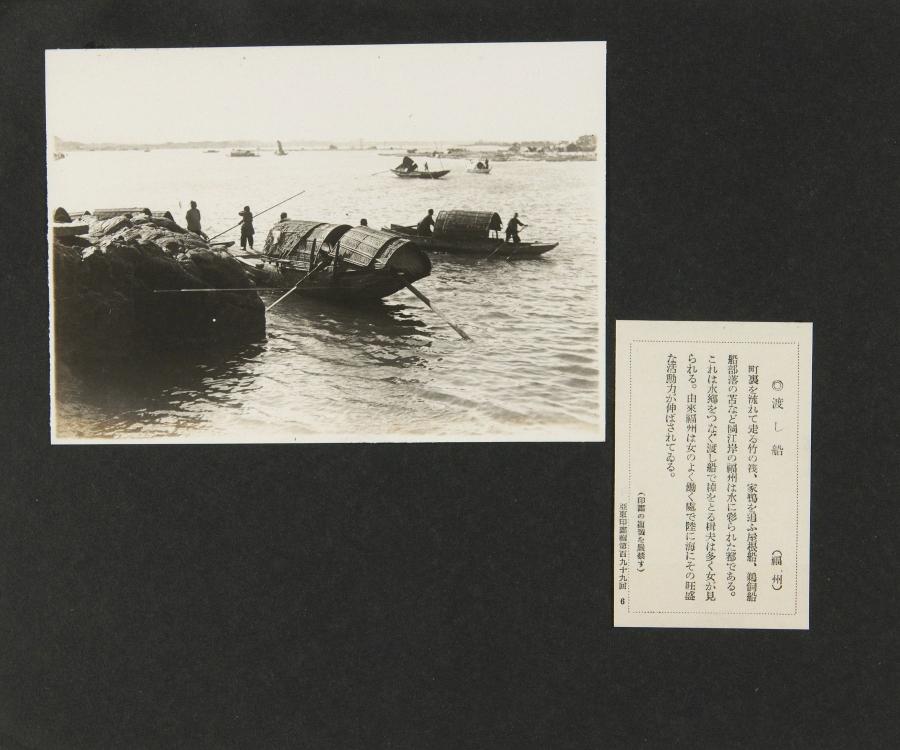 ◎渡し船　　　（福州）
町裏を流れて走る竹の筏、家鴨を追ふ屋根船、鵜飼船
船部落の苫など閩江岸の福州は水に彩られた都である。
これは水郷をつなぐ渡し船で棹をとる楫夫は多く女が見
られる。由來福州は女のよく働く處で陸に海にその旺盛
な活動力が伸ばされてゐる。
（印畫の複製を嚴禁す）
亞東印畫輯第百九十九回　6